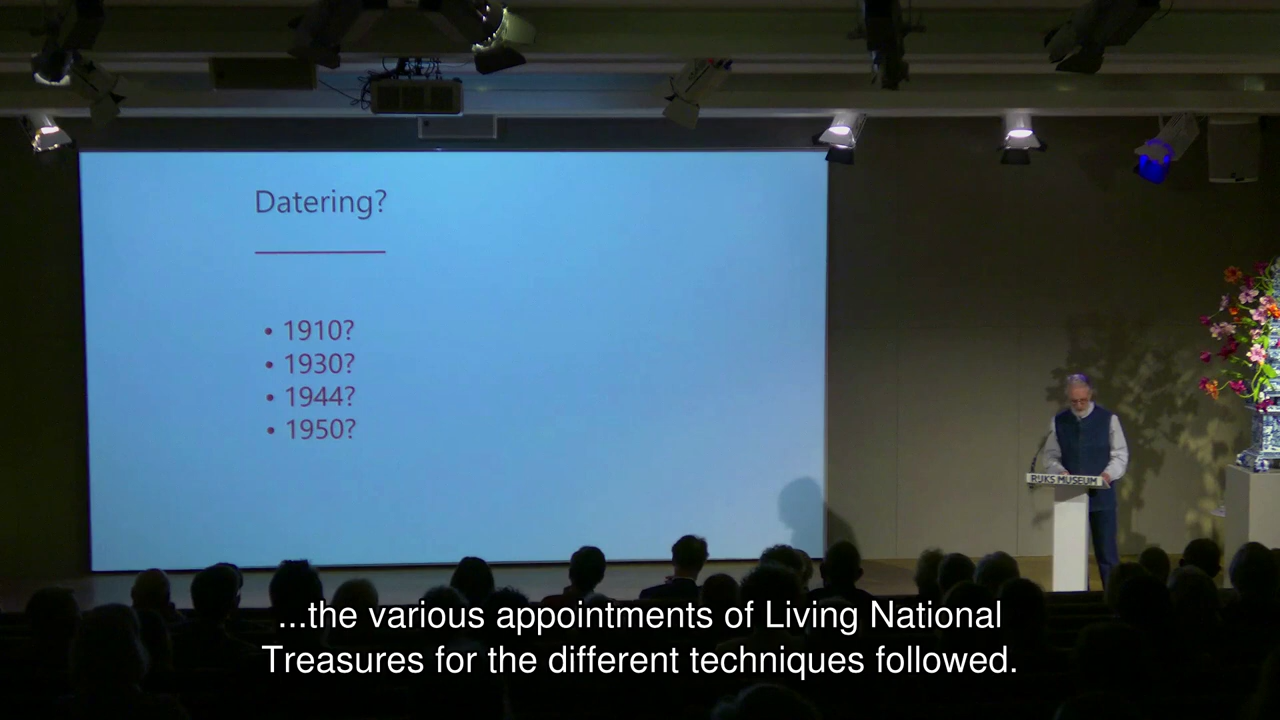 Datering?
• 1910?
• 1930?
• 1944?
• 1950?
RIJKS MUSEUM
...the various appointments of Living National
Treasures for the different techniques followed.